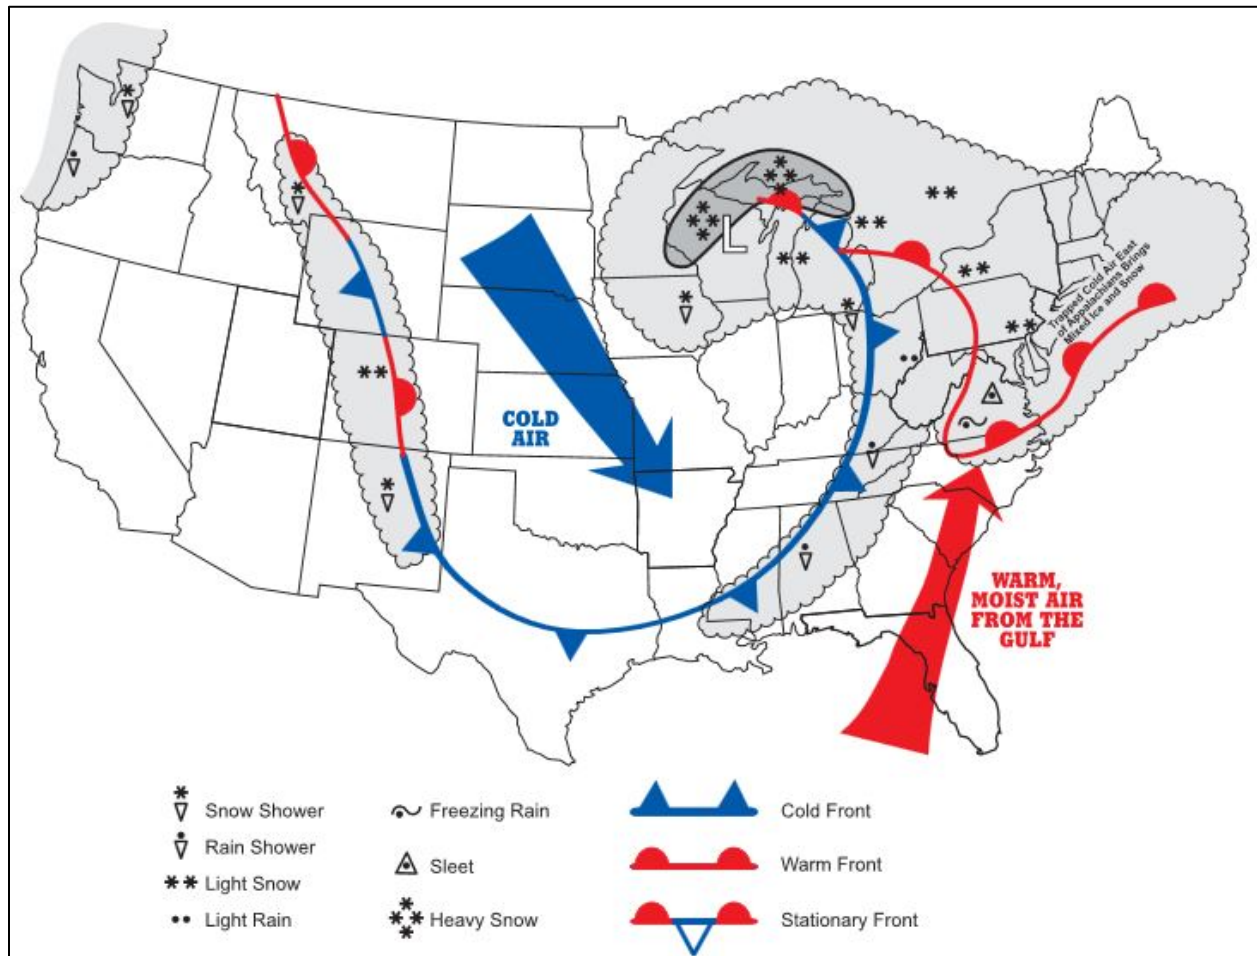 L
Trapped Cold Air East
of Appalachians Brings
Mixed Ice and Snow
COLD
AIR
WARM,
MOIST AIR
FROM THE
GULF
Snow Shower
Rain Shower
Light Snow
Light Rain
Freezing Rain
Sleet
Heavy Snow
Cold Front
Warm Front
Stationary Front